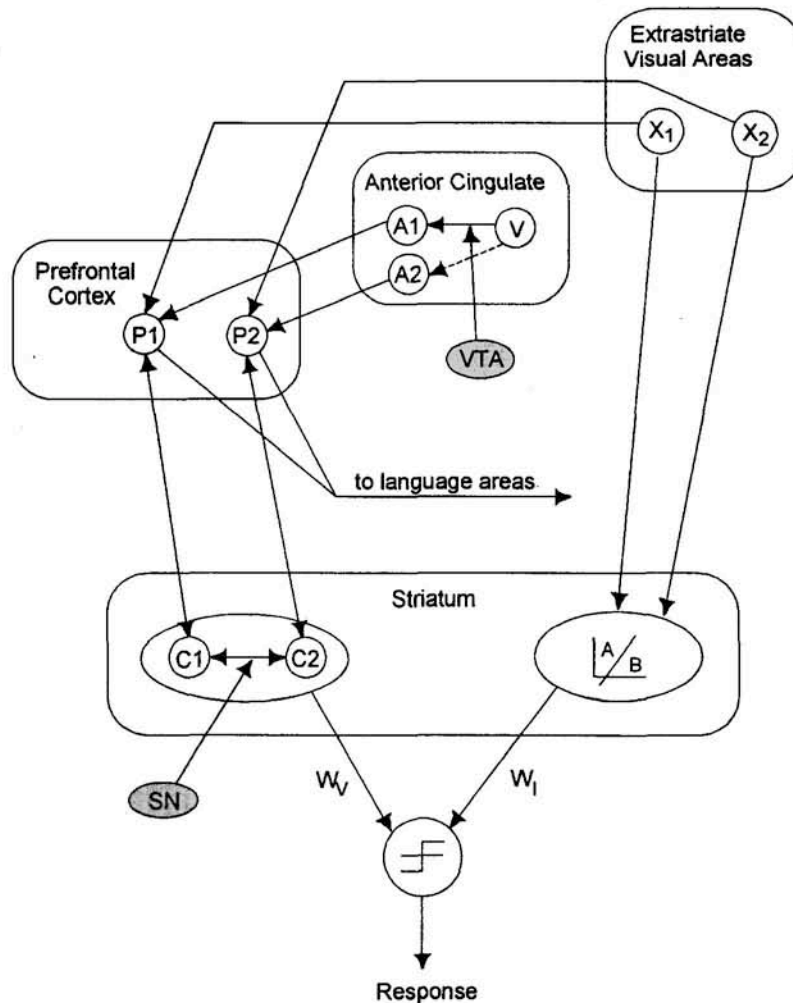 Extrastriate
Visual Areas
X1
X2
Anterior Cingulate
A1
V
A2
Prefrontal
Cortex
P1
P2
VTA
to language areas
Striatum
C1
C2
A
B
SN
WV
WI
Response